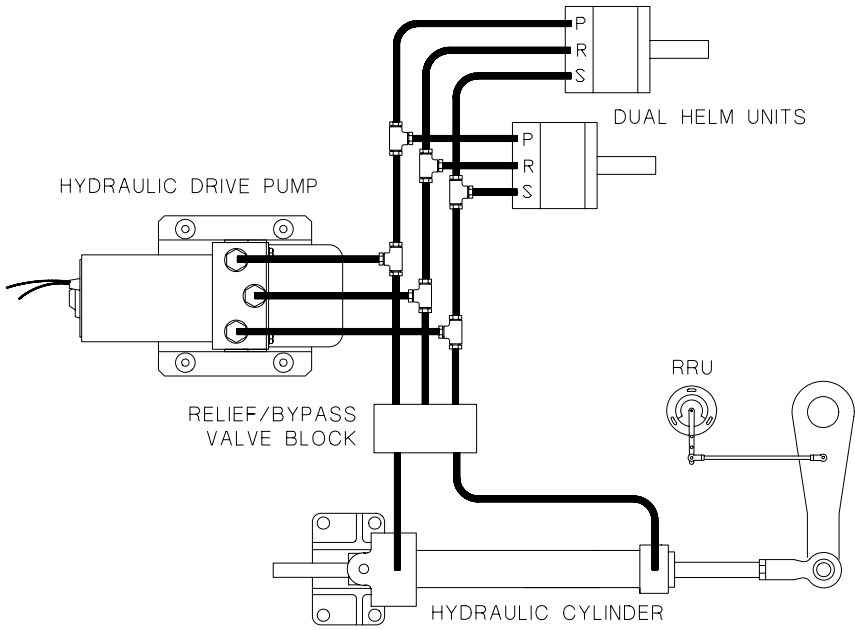 P
R
S
DUAL HELM UNITS
P
R
S
HYDRAULIC DRIVE PUMP
RRU
RELIEF/BYPASS
VALVE BLOCK
HYDRAULIC CYLINDER